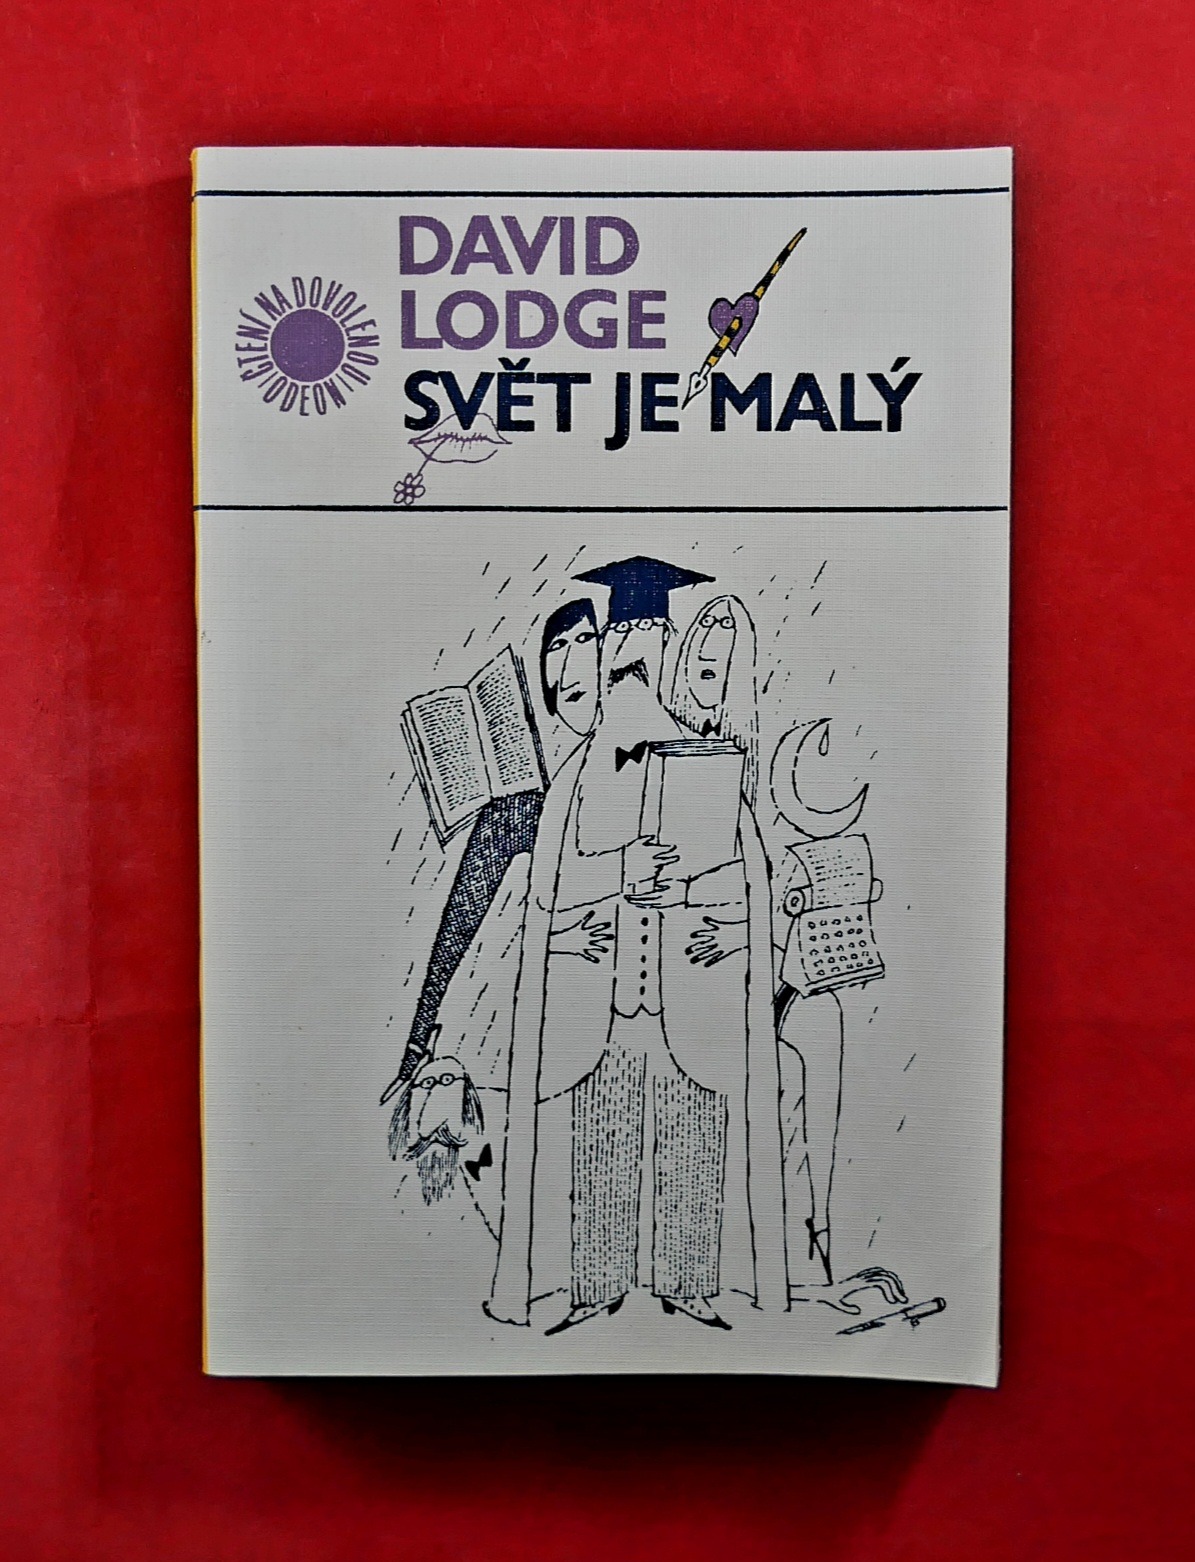 DAVID
LODGE
SVĚT JE MALÝ
ČTENÍ NA DOVOLENOU ODEON